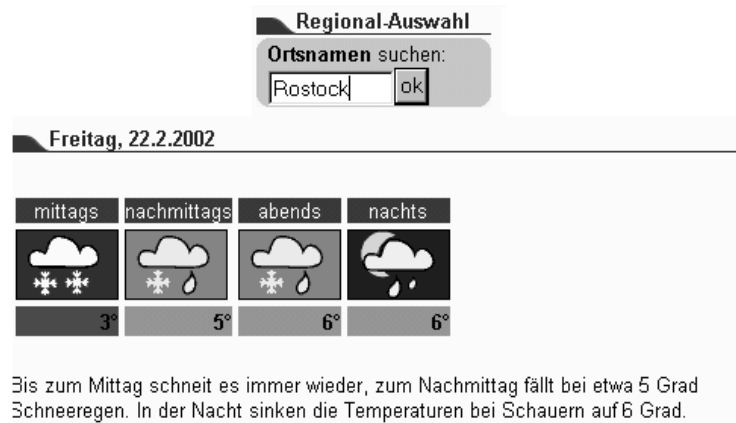 Regional-Auswahl
Ortsnamen suchen:
Rostock ok
Freitag, 22.2.2002
mittags nachmittags abends nachts
3° 5° 6° 6°
Bis zum Mittag schneit es immer wieder, zum Nachmittag fällt bei etwa 5 Grad
Schneeregen. In der Nacht sinken die Temperaturen bei Schauern auf 6 Grad.